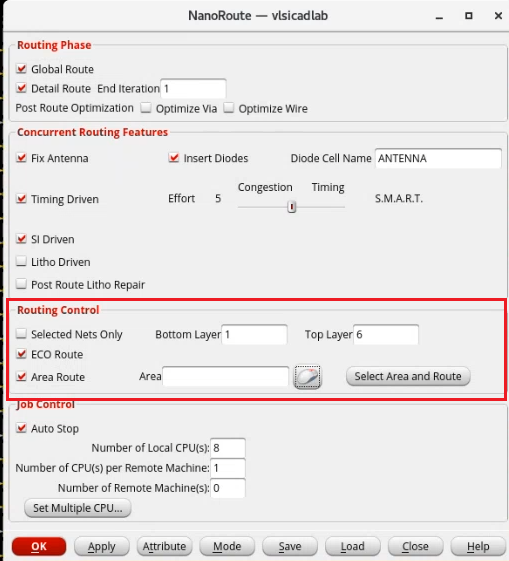 NanoRoute — vlsicadlab
Routing Phase
Global Route
Detail Route End Iteration 1
Post Route Optimization Optimize Via Optimize Wire
Concurrent Routing Features
Fix Antenna Insert Diodes Diode Cell Name ANTENNA
Congestion Timing
Timing Driven Effort 5 S.M.A.R.T.
SI Driven
Litho Driven
Post Route Litho Repair
Routing Control
Selected Nets Only Bottom Layer 1 Top Layer 6
ECO Route
Area Route Area Select Area and Route
Job Control
Auto Stop
Number of Local CPU(s): 8
Number of CPU(s) per Remote Machine: 1
Number of Remote Machine(s): 0
Set Multiple CPU...
OK Apply Attribute Mode Save Load Close Help